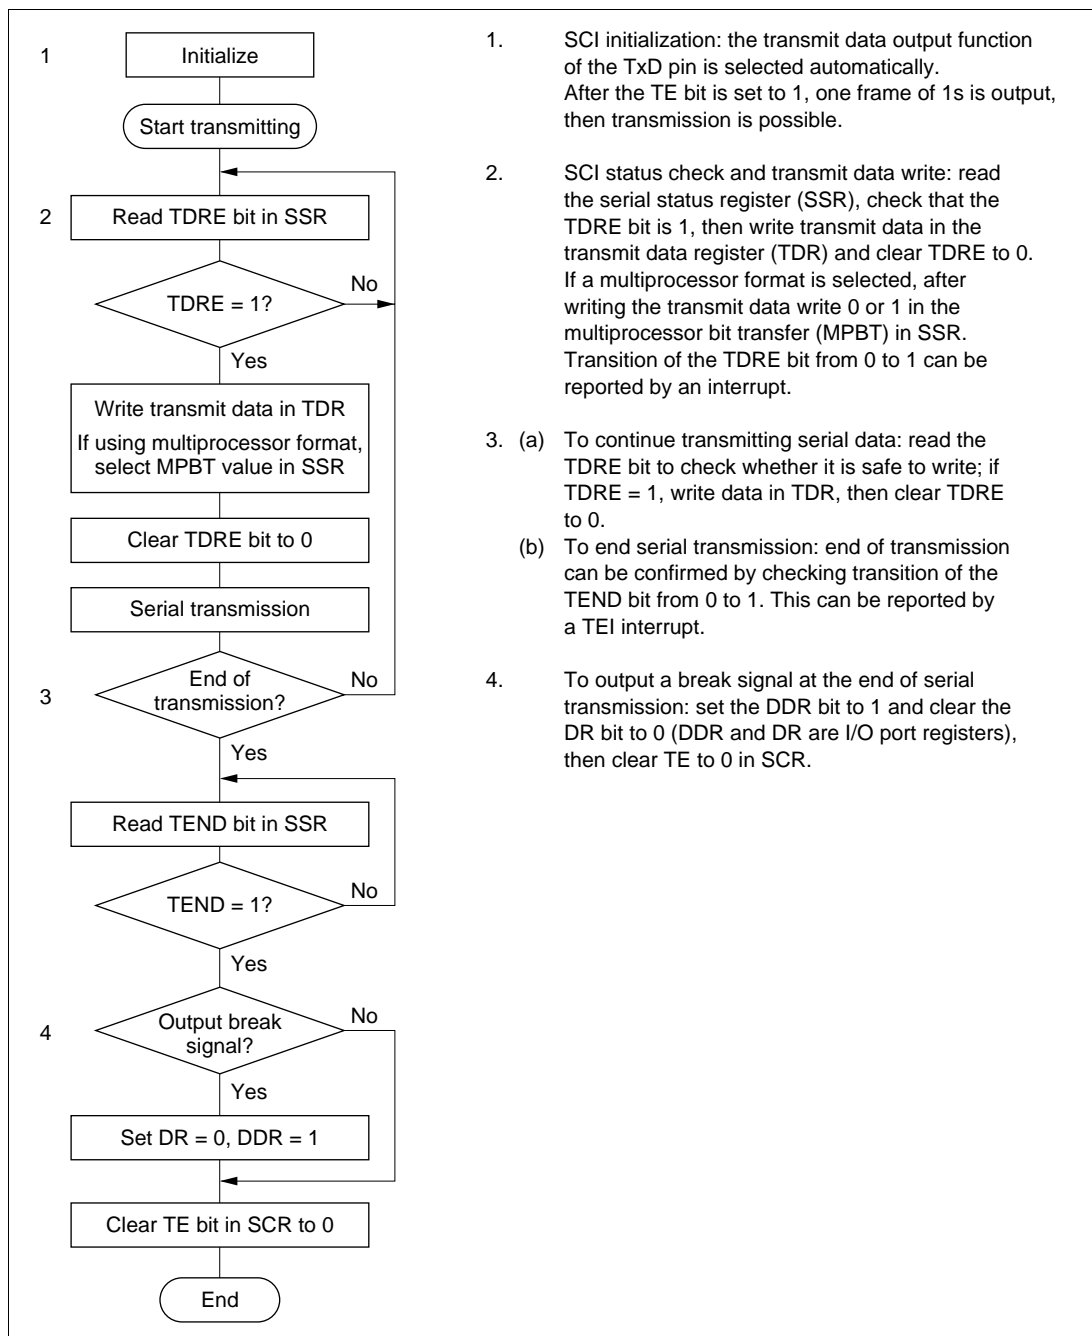 1
Initialize
Start transmitting
2
Read TDRE bit in SSR
TDRE = 1?
No
Yes
Write transmit data in TDR
If using multiprocessor format,
select MPBT value in SSR
Clear TDRE bit to 0
Serial transmission
3
End of
transmission?
No
Yes
Read TEND bit in SSR
TEND = 1?
No
Yes
4
Output break
signal?
No
Yes
Set DR = 0, DDR = 1
Clear TE bit in SCR to 0
End
1. SCI initialization: the transmit data output function
of the TxD pin is selected automatically.
After the TE bit is set to 1, one frame of 1s is output,
then transmission is possible.
2. SCI status check and transmit data write: read
the serial status register (SSR), check that the
TDRE bit is 1, then write transmit data in the
transmit data register (TDR) and clear TDRE to 0.
If a multiprocessor format is selected, after
writing the transmit data write 0 or 1 in the
multiprocessor bit transfer (MPBT) in SSR.
Transition of the TDRE bit from 0 to 1 can be
reported by an interrupt.
3. (a) To continue transmitting serial data: read the
TDRE bit to check whether it is safe to write; if
TDRE = 1, write data in TDR, then clear TDRE
to 0.
(b) To end serial transmission: end of transmission
can be confirmed by checking transition of the
TEND bit from 0 to 1. This can be reported by
a TEI interrupt.
4. To output a break signal at the end of serial
transmission: set the DDR bit to 1 and clear the
DR bit to 0 (DDR and DR are I/O port registers),
then clear TE to 0 in SCR.